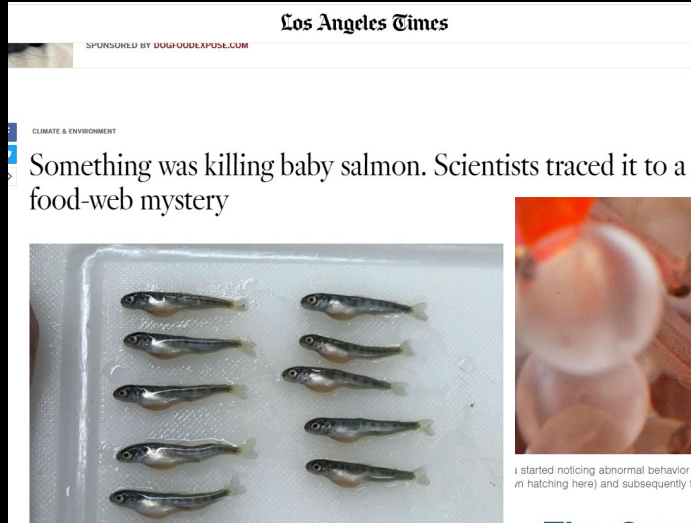 Los Angeles Times
SPONSORED BY DOGFOODEXPOSE.COM
CLIMATE & ENVIRONMENT
Something was killing baby salmon. Scientists traced it to a
food-web mystery
started noticing abnormal behavior
hatching here) and subsequently